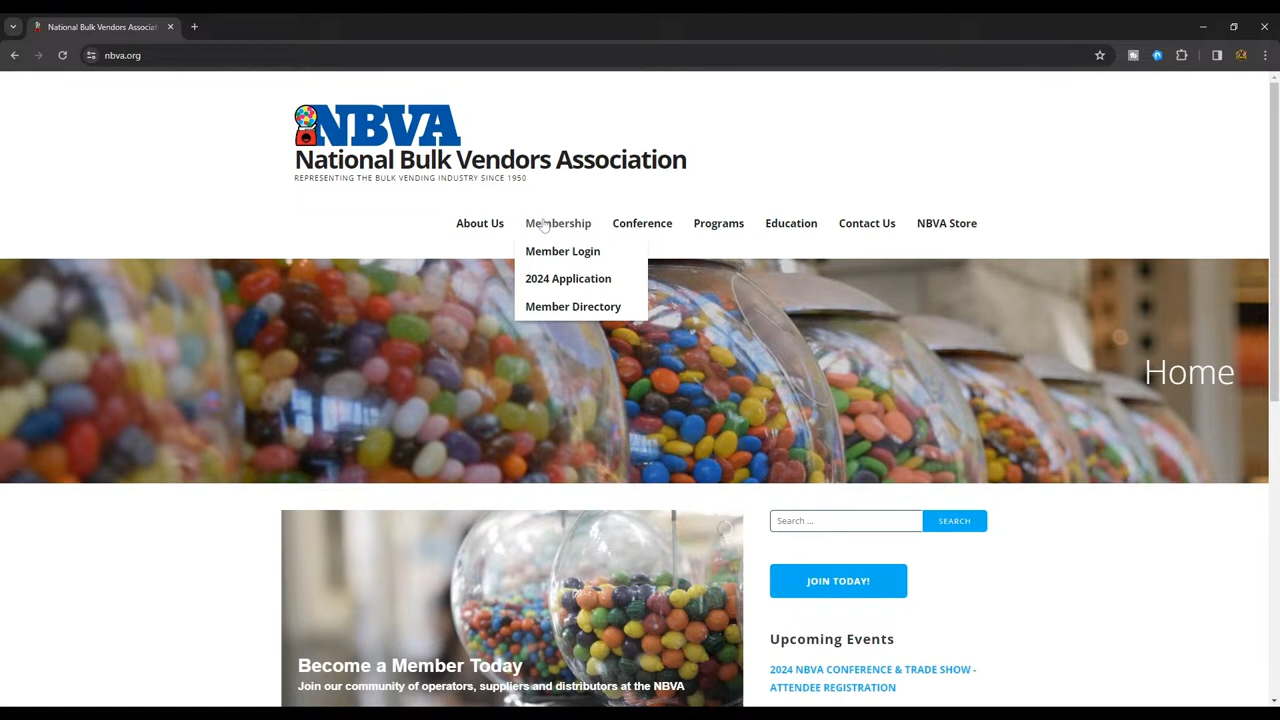 National Bulk Vendors Associat
nbva.org
NBVA
National Bulk Vendors Association
REPRESENTING THE BULK VENDING INDUSTRY SINCE 1950
About Us
Membership
Conference
Programs
Education
Contact Us
NBVA Store
Member Login
2024 Application
Member Directory
Home
Search ...
SEARCH
JOIN TODAY!
Become a Member Today
Join our community of operators, suppliers and distributors at the NBVA
Upcoming Events
2024 NBVA CONFERENCE & TRADE SHOW -
ATTENDEE REGISTRATION